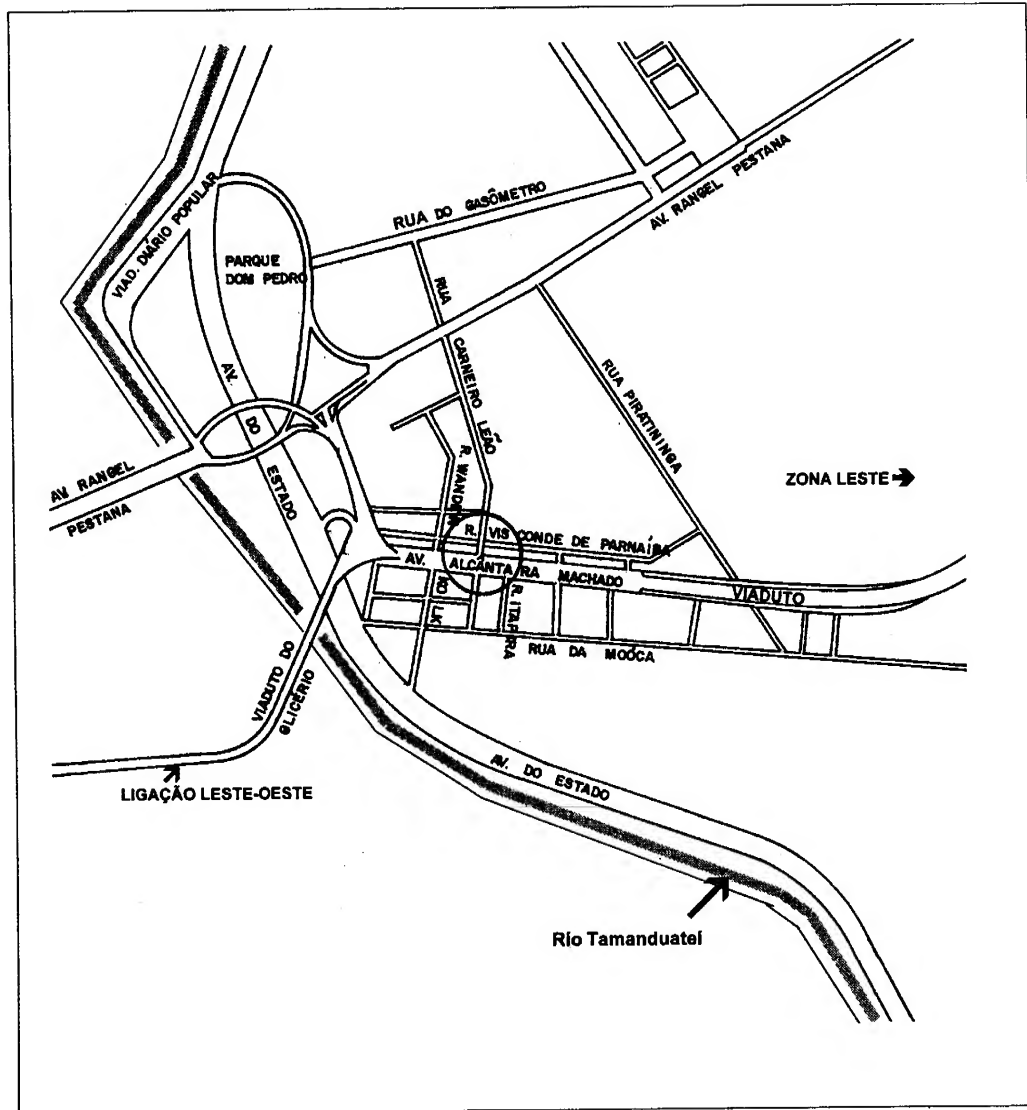 VIAD. DIÁRIO POPULAR
PARQUE
DOM PEDRO
RUA DO GASÔMETRO
AV. RANGEL PESTANA
RUA CARNEIRO LEÃO
RUA PIRATININGA
AV. DO ESTADO
AV. RANGEL
PESTANA
ZONA LESTE
R. VISCONDE DE PARNAÍBA
AV. ALCÂNTARA MACHADO
VIADUTO
R. ITAPIRA
RUA DA MOÓCA
VIADUTO DO
GLICÉRIO
LIGAÇÃO LESTE-OESTE
AV. DO ESTADO
Rio Tamanduateí